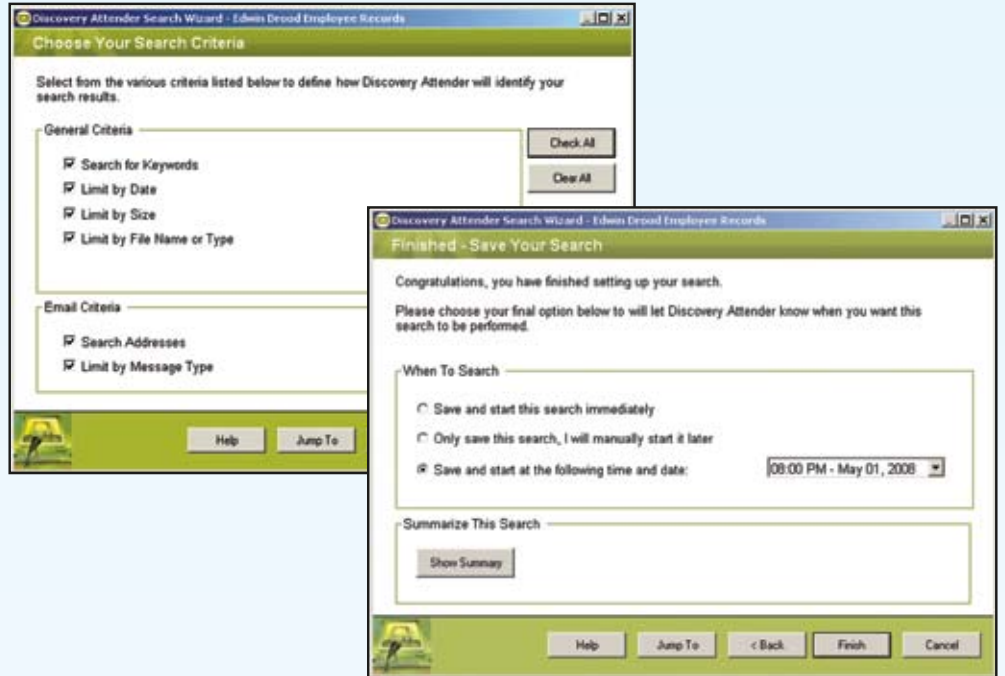 Discovery Attender Search Wizard - Edwin Drood Employee Records
Choose Your Search Criteria
Select from the various criteria listed below to define how Discovery Attender will identify your
search results.
General Criteria
Search for Keywords
Limit by Date
Limit by Size
Limit by File Name or Type
Check All
Clear All
Email Criteria
Search Addresses
Limit by Message Type
Help
Jump To
Discovery Attender Search Wizard - Edwin Drood Employee Records
Finished - Save Your Search
Congratulations, you have finished setting up your search.
Please choose your final option below to will let Discovery Attender know when you want this
search to be performed.
When To Search
Save and start this search immediately
Only save this search, I will manually start it later
Save and start at the following time and date:
08:00 PM - May 01, 2008
Summarize This Search
Show Summary
Help
Jump To
< Back
Finish
Cancel